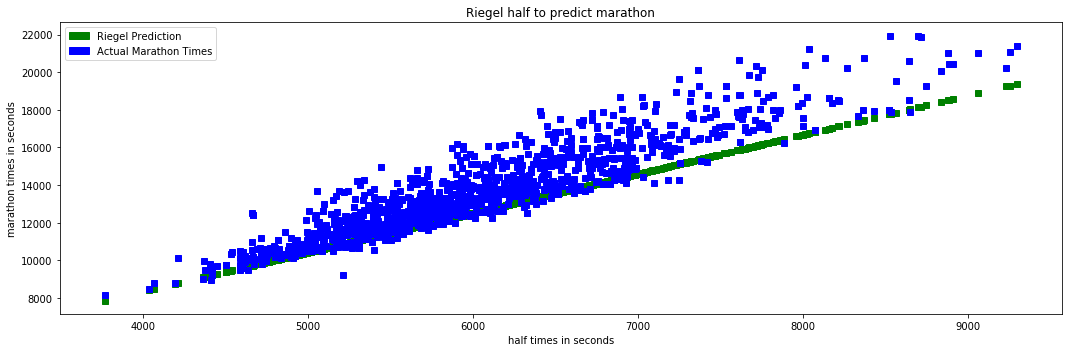 Riegel half to predict marathon
Riegel Prediction
Actual Marathon Times
22000
20000
18000
16000
14000
12000
10000
8000
marathon times in seconds
4000 5000 6000 7000 8000 9000
half times in seconds